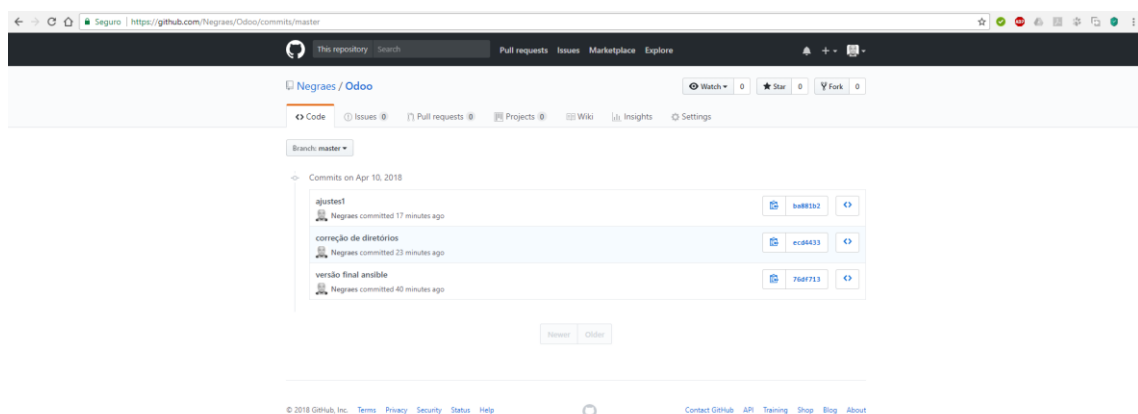 Seguro | https://github.com/Negraes/Odoo/commits/master
This repository Search Pull requests Issues Marketplace Explore
Negraes / Odoo Watch 0 Star 0 Fork 0
Code Issues 0 Pull requests 0 Projects 0 Wiki Insights Settings
Branch: master
Commits on Apr 10, 2018
ajustes1
Negraes committed 17 minutes ago
ba881b2
correção de diretórios
Negraes committed 23 minutes ago
ecd4433
versão final ansible
Negraes committed 40 minutes ago
76df713
Newer Older
© 2018 GitHub, Inc. Terms Privacy Security Status Help Contact GitHub API Training Shop Blog About